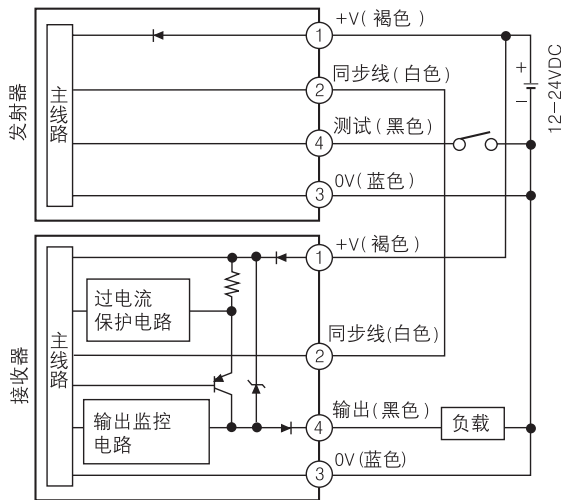 发射器
主线路
1
+V(褐色)
2
同步线(白色)
4
测试(黑色)
3
0V(蓝色)
+
−
12−24VDC
接收器
主线路
过电流
保护电路
输出监控
电路
1
+V(褐色)
2
同步线(白色)
4
输出(黑色)
负载
3
0V(蓝色)